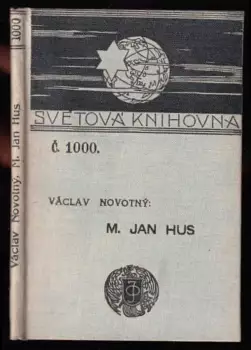 1000
Václav Novotný, M. Jan Hus
SVĚTOVÁ KNIHOVNA
Č. 1000.
VÁCLAV NOVOTNÝ:
M. JAN HUS